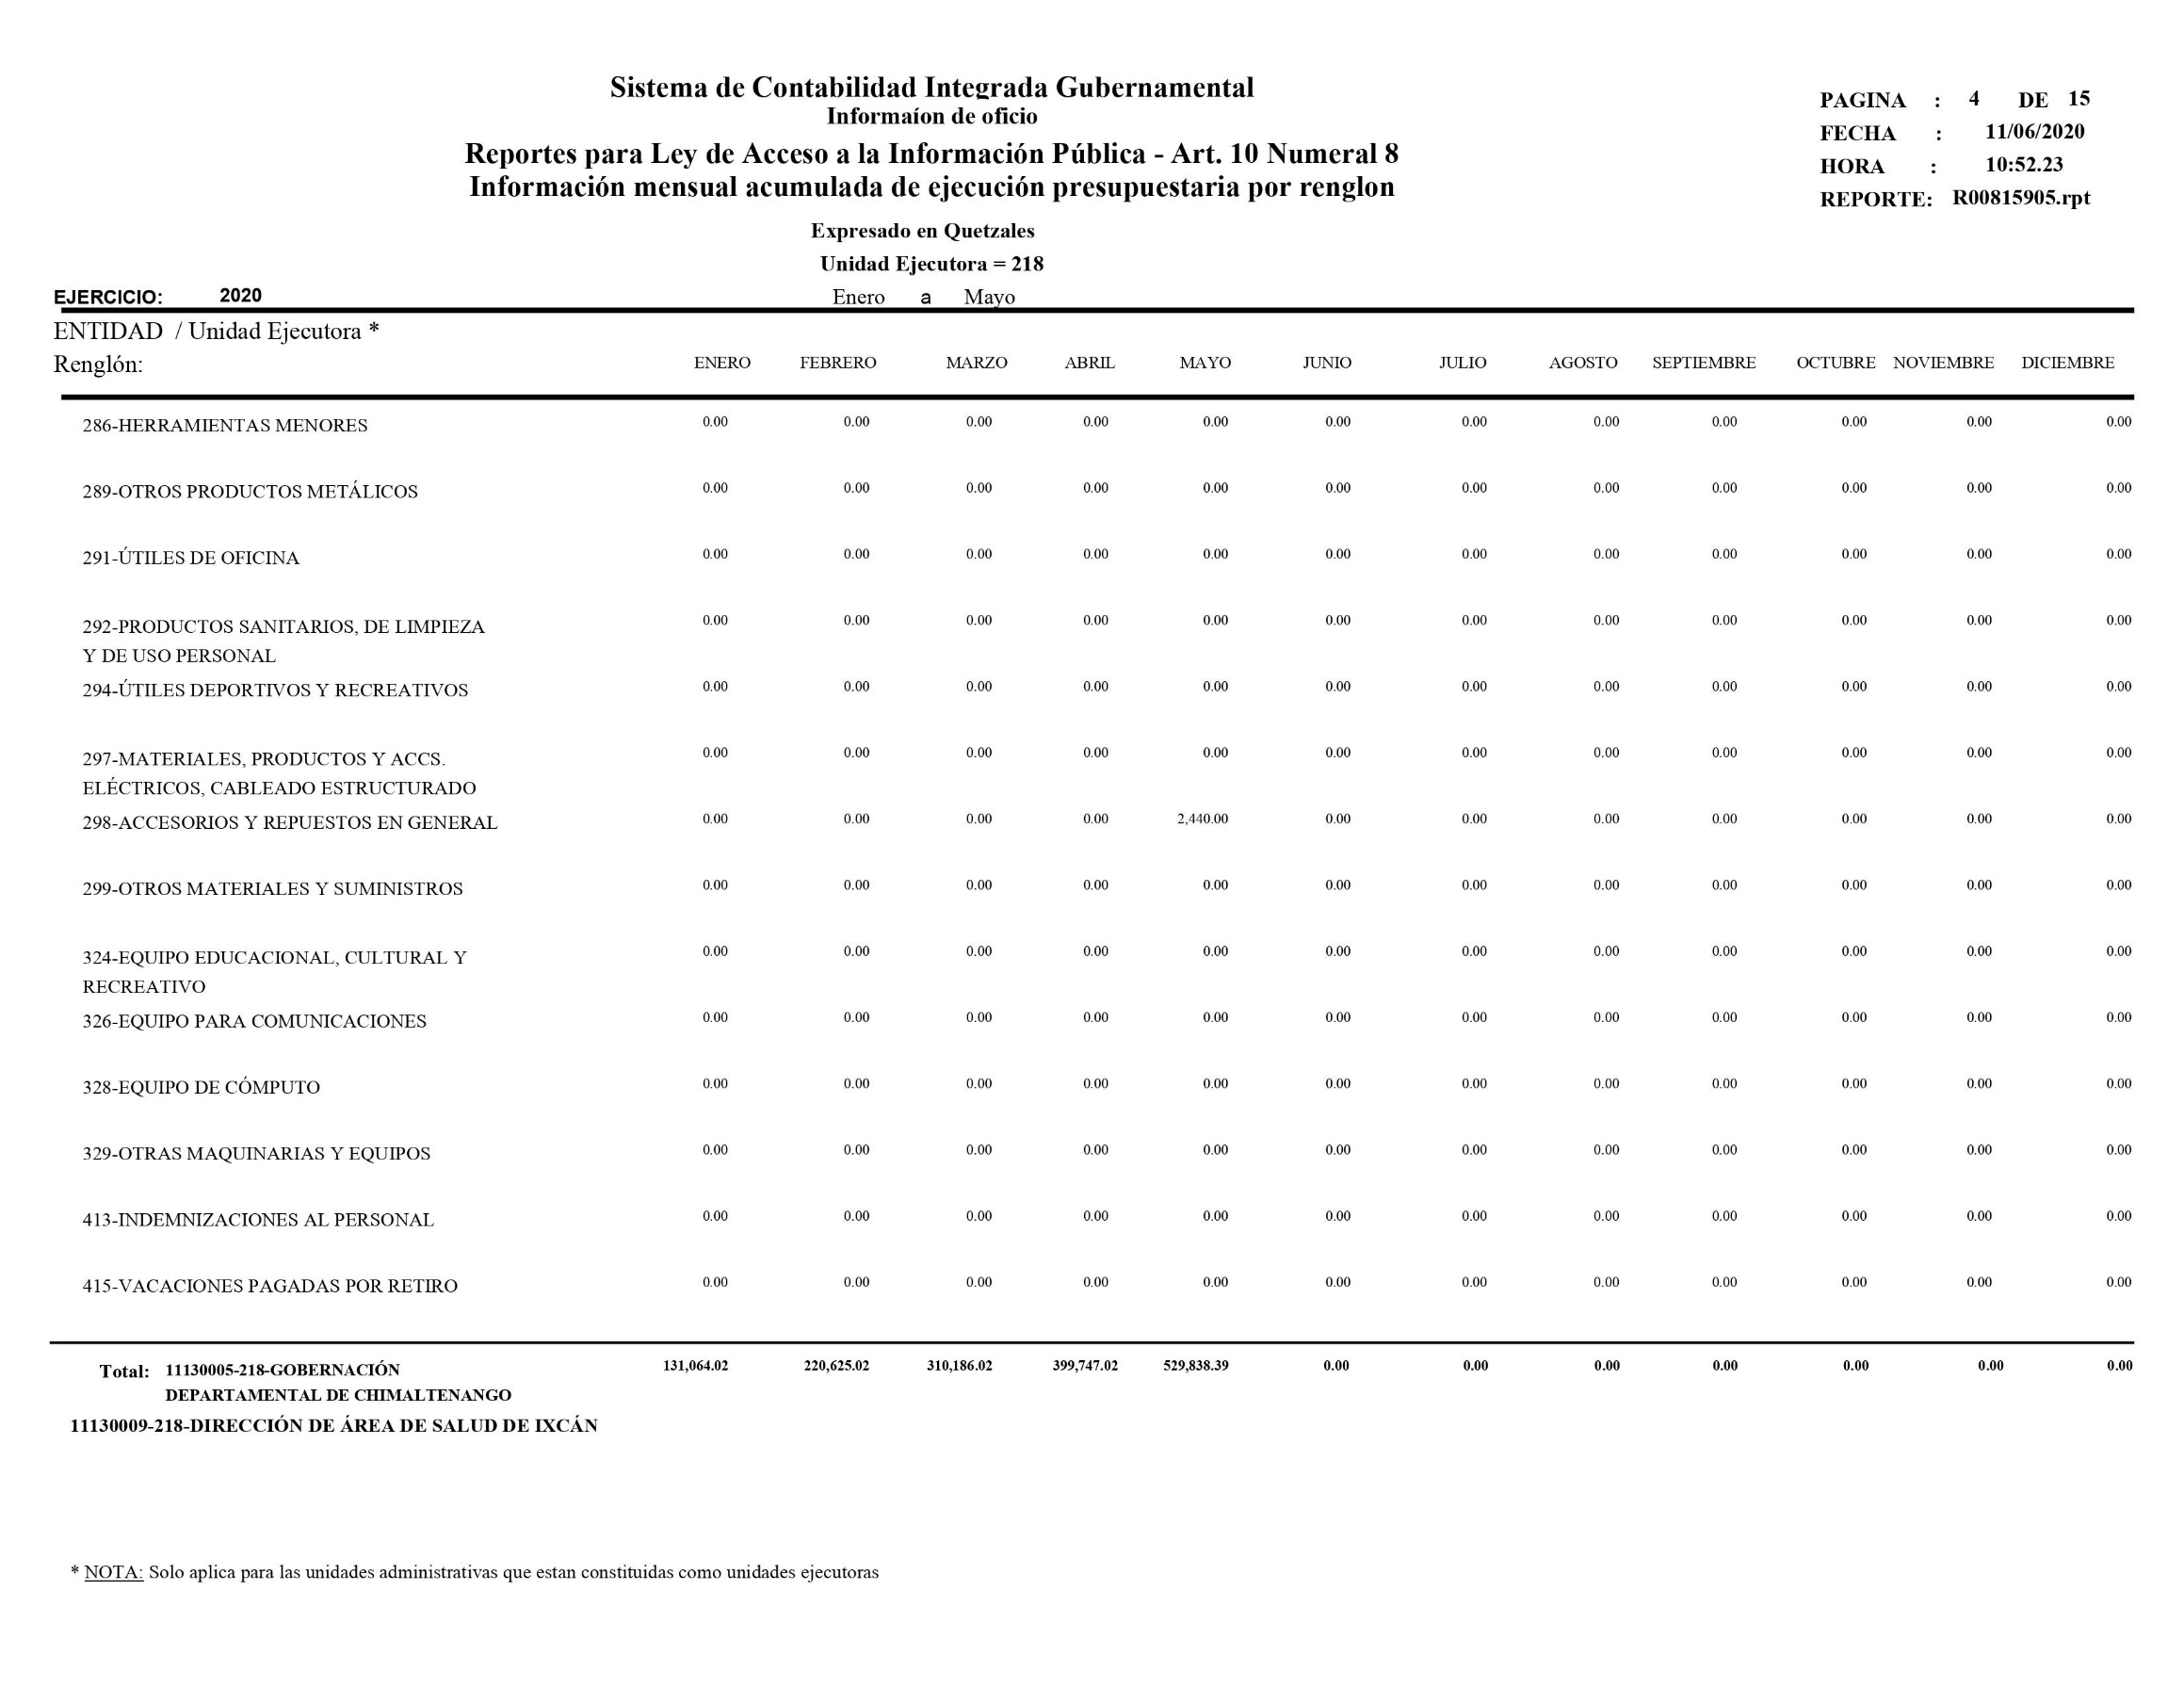 Sistema de Contabilidad Integrada Gubernamental
Informaíon de oficio
Reportes para Ley de Acceso a la Información Pública - Art. 10 Numeral 8
Información mensual acumulada de ejecución presupuestaria por renglon
Expresado en Quetzales
Unidad Ejecutora = 218
PAGINA : 4 DE 15
FECHA : 11/06/2020
HORA : 10:52.23
REPORTE: R00815905.rpt
EJERCICIO: 2020 Enero a Mayo
ENTIDAD / Unidad Ejecutora *
Renglón: ENERO FEBRERO MARZO ABRIL MAYO JUNIO JULIO AGOSTO SEPTIEMBRE OCTUBRE NOVIEMBRE DICIEMBRE
286-HERRAMIENTAS MENORES 0.00 0.00 0.00 0.00 0.00 0.00 0.00 0.00 0.00 0.00 0.00 0.00
289-OTROS PRODUCTOS METÁLICOS 0.00 0.00 0.00 0.00 0.00 0.00 0.00 0.00 0.00 0.00 0.00 0.00
291-ÚTILES DE OFICINA 0.00 0.00 0.00 0.00 0.00 0.00 0.00 0.00 0.00 0.00 0.00 0.00
292-PRODUCTOS SANITARIOS, DE LIMPIEZA 0.00 0.00 0.00 0.00 0.00 0.00 0.00 0.00 0.00 0.00 0.00 0.00
Y DE USO PERSONAL
294-ÚTILES DEPORTIVOS Y RECREATIVOS 0.00 0.00 0.00 0.00 0.00 0.00 0.00 0.00 0.00 0.00 0.00 0.00
297-MATERIALES, PRODUCTOS Y ACCS. 0.00 0.00 0.00 0.00 0.00 0.00 0.00 0.00 0.00 0.00 0.00 0.00
ELÉCTRICOS, CABLEADO ESTRUCTURADO
298-ACCESORIOS Y REPUESTOS EN GENERAL 0.00 0.00 0.00 0.00 2,440.00 0.00 0.00 0.00 0.00 0.00 0.00 0.00
299-OTROS MATERIALES Y SUMINISTROS 0.00 0.00 0.00 0.00 0.00 0.00 0.00 0.00 0.00 0.00 0.00 0.00
324-EQUIPO EDUCACIONAL, CULTURAL Y 0.00 0.00 0.00 0.00 0.00 0.00 0.00 0.00 0.00 0.00 0.00 0.00
RECREATIVO
326-EQUIPO PARA COMUNICACIONES 0.00 0.00 0.00 0.00 0.00 0.00 0.00 0.00 0.00 0.00 0.00 0.00
328-EQUIPO DE CÓMPUTO 0.00 0.00 0.00 0.00 0.00 0.00 0.00 0.00 0.00 0.00 0.00 0.00
329-OTRAS MAQUINARIAS Y EQUIPOS 0.00 0.00 0.00 0.00 0.00 0.00 0.00 0.00 0.00 0.00 0.00 0.00
413-INDEMNIZACIONES AL PERSONAL 0.00 0.00 0.00 0.00 0.00 0.00 0.00 0.00 0.00 0.00 0.00 0.00
415-VACACIONES PAGADAS POR RETIRO 0.00 0.00 0.00 0.00 0.00 0.00 0.00 0.00 0.00 0.00 0.00 0.00
Total: 11130005-218-GOBERNACIÓN 131,064.02 220,625.02 310,186.02 399,747.02 529,838.39 0.00 0.00 0.00 0.00 0.00 0.00 0.00
DEPARTAMENTAL DE CHIMALTENANGO
11130009-218-DIRECCIÓN DE ÁREA DE SALUD DE IXCÁN
* NOTA: Solo aplica para las unidades administrativas que estan constituidas como unidades ejecutoras